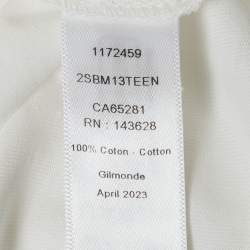 1172459
2SBM13TEEN
CA65281
RN : 143628
100% Coton - Cotton
Gilmonde
April 2023